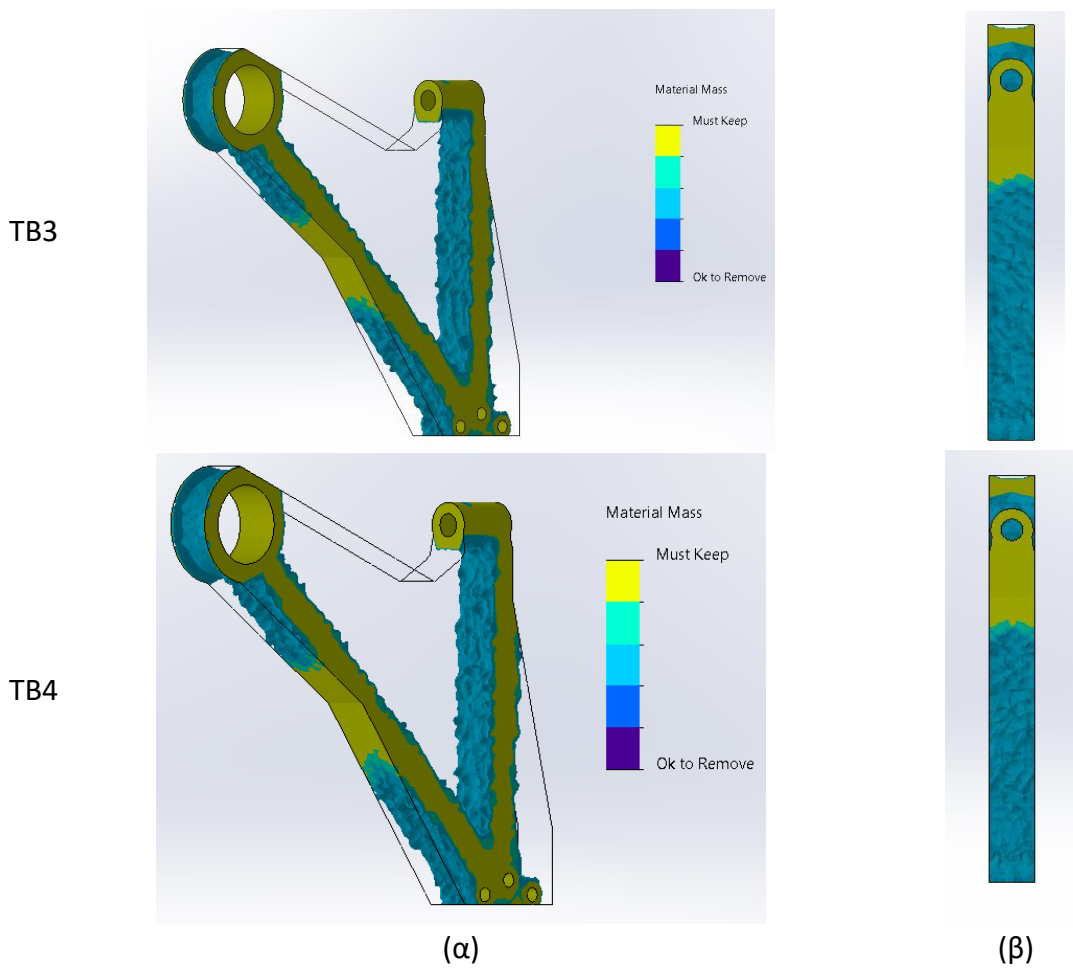 TB3
Material Mass
Must Keep
Ok to Remove
TB4
Material Mass
Must Keep
Ok to Remove
(α)
(β)